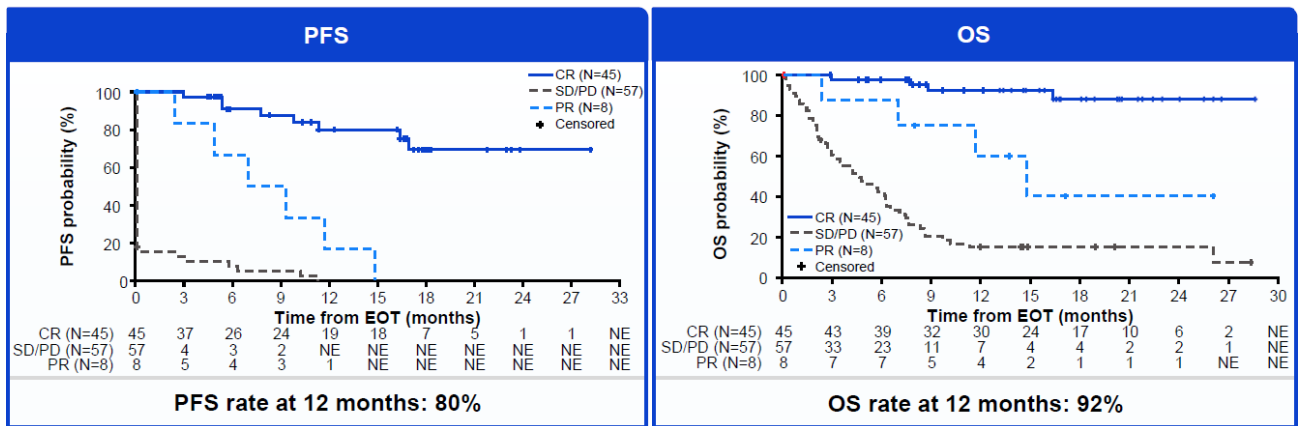 PFS
CR (N=45)
SD/PD (N=57)
PR (N=8)
Censored
PFS probability (%)
100
80
60
40
20
0
0 3 6 9 12 15 18 21 24 27 33
Time from EOT (months)
CR (N=45) 45 37 26 24 19 18 7 5 1 1 NE
SD/PD (N=57) 57 4 3 2 NE NE NE NE NE NE NE
PR (N=8) 8 5 4 3 1 NE NE NE NE NE NE
PFS rate at 12 months: 80%
OS
OS probability (%)
100
80
60
40
20
0
CR (N=45)
SD/PD (N=57)
PR (N=8)
Censored
0 3 6 9 12 15 18 21 24 27 30
Time from EOT (months)
CR (N=45) 45 43 39 32 30 24 17 10 6 2 NE
SD/PD (N=57) 57 33 23 11 7 4 4 2 2 1 NE
PR (N=8) 8 7 7 5 4 2 1 1 1 NE NE
OS rate at 12 months: 92%